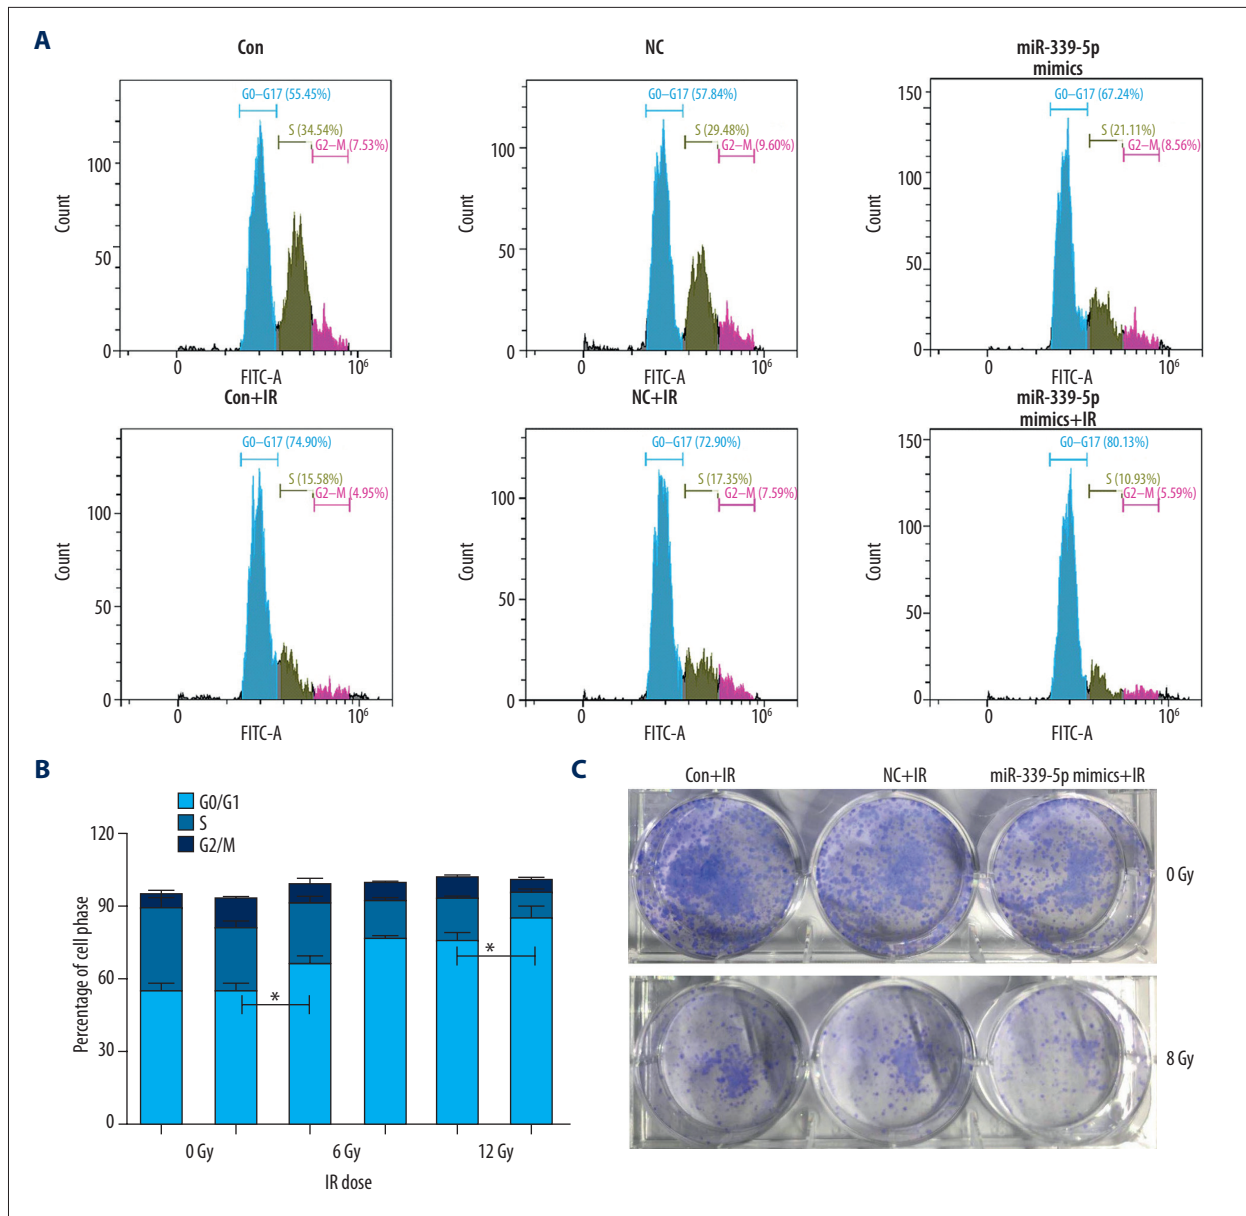 A
Con
G0–G17 (55.45%)
S (34.54%)
G2–M (7.53%)
100
50
0
Count
0
10⁶
FITC-A
NC
G0–G17 (57.84%)
S (29.48%)
G2–M (9.60%)
100
50
0
Count
0
10⁶
FITC-A
miR-339-5p
mimics
G0–G17 (67.24%)
S (21.11%)
G2–M (8.56%)
150
100
50
0
Count
0
10⁶
FITC-A
Con+IR
G0–G17 (74.90%)
S (15.58%)
G2–M (4.95%)
100
50
0
Count
0
10⁶
FITC-A
NC+IR
G0–G17 (72.90%)
S (17.35%)
G2–M (7.59%)
100
50
0
Count
0
10⁶
FITC-A
miR-339-5p
mimics+IR
G0–G17 (80.13%)
S (10.93%)
G2–M (5.59%)
150
100
50
0
Count
0
10⁶
FITC-A
B
G0/G1
S
G2/M
120
90
60
30
0
Percentage of cell phase
*
*
0 Gy
6 Gy
12 Gy
IR dose
C
Con+IR
NC+IR
miR-339-5p mimics+IR
0 Gy
8 Gy